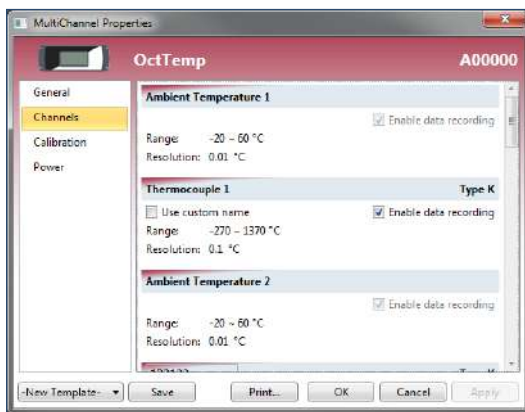 MultiChannel Properties
OctTemp A00000
General
Channels
Calibration
Power
Ambient Temperature 1
Enable data recording
Range: -20 ~ 60 °C
Resolution: 0.01 °C
Thermocouple 1 Type K
Use custom name Enable data recording
Range: -270 ~ 1370 °C
Resolution: 0.1 °C
Ambient Temperature 2
Enable data recording
Range: -20 ~ 60 °C
Resolution: 0.01 °C
-New Template- Save Print... OK Cancel Apply